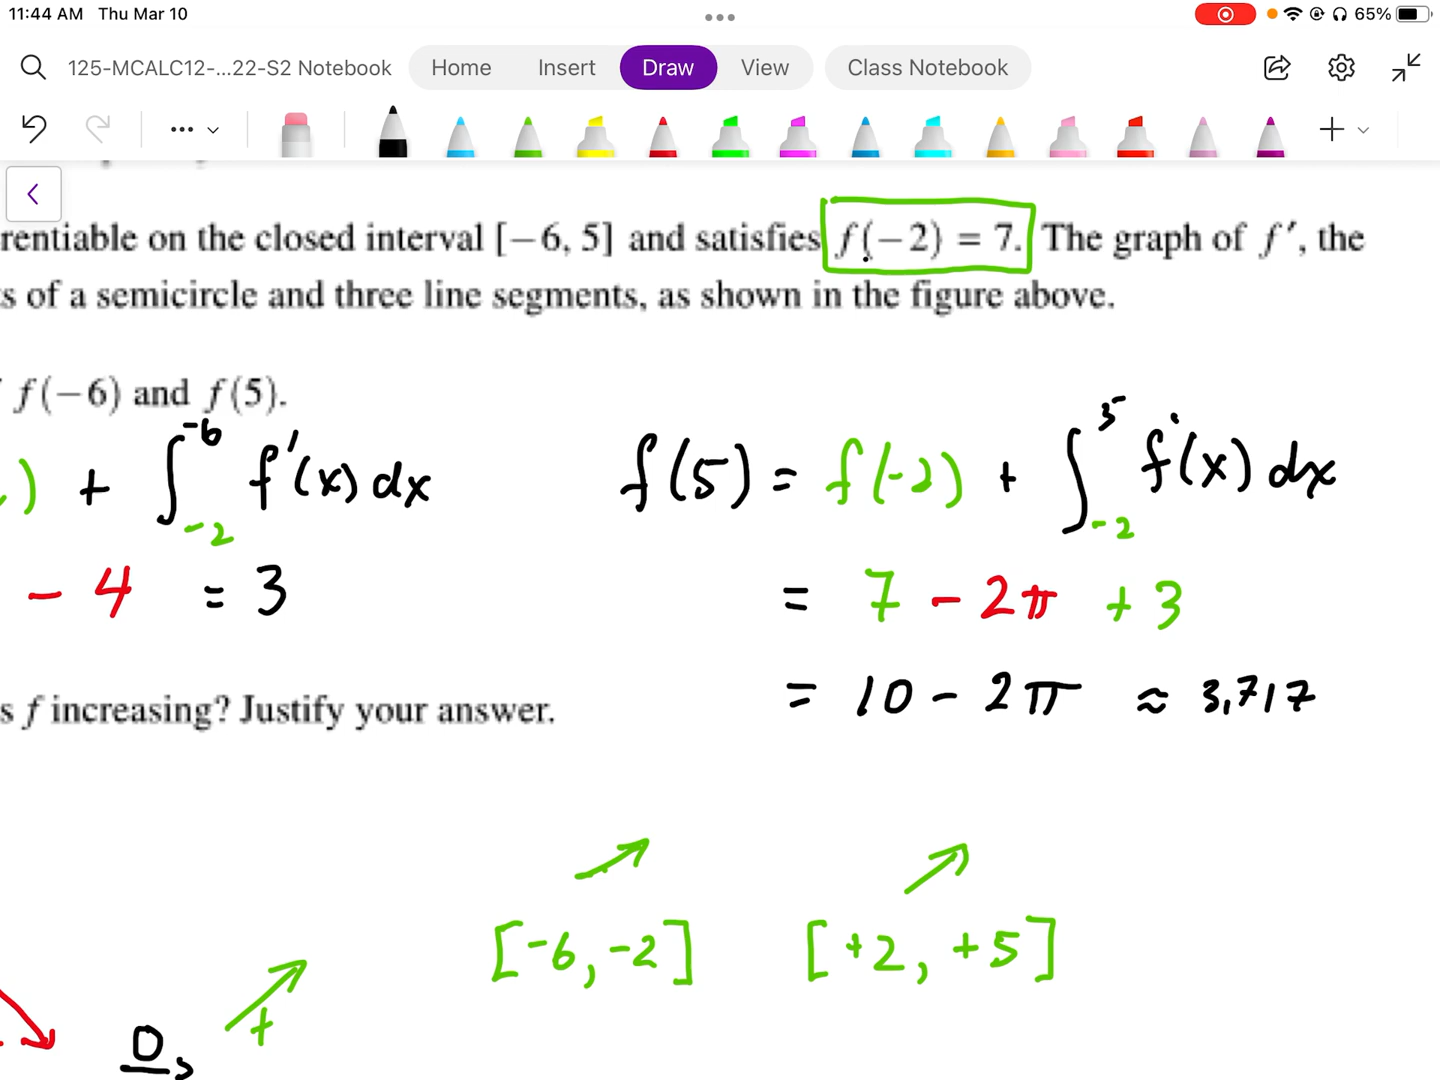 11:44 AM Thu Mar 10 65%
125-MCALC12-...22-S2 Notebook Home Insert Draw View Class Notebook
rentiable on the closed interval [−6, 5] and satisfies f(−2) = 7. The graph of f′, the
s of a semicircle and three line segments, as shown in the figure above.
f(−6) and f(5).
) + ∫_{-2}^{-6} f'(x) dx
f(5) = f(-2) + ∫_{-2}^{5} f'(x) dx
- 4 = 3
= 7 - 2π + 3
= 10 - 2π ≈ 3.717
s f increasing? Justify your answer.
[-6, -2] [+2, +5]
+
0